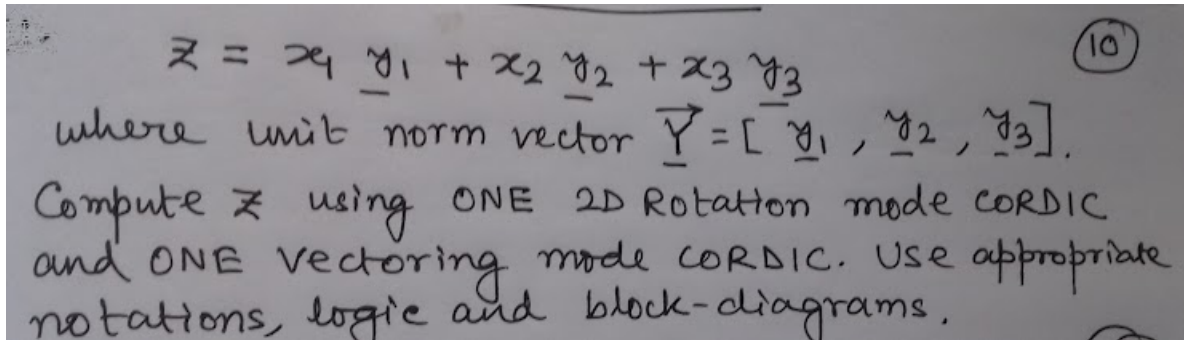 z = x1 y1 + x2 y2 + x3 y3 (10)
where unit norm vector Y = [ y1 , y2 , y3 ].
Compute z using ONE 2D Rotation mode CORDIC
and ONE Vectoring mode CORDIC. Use appropriate
notations, logic and block-diagrams.